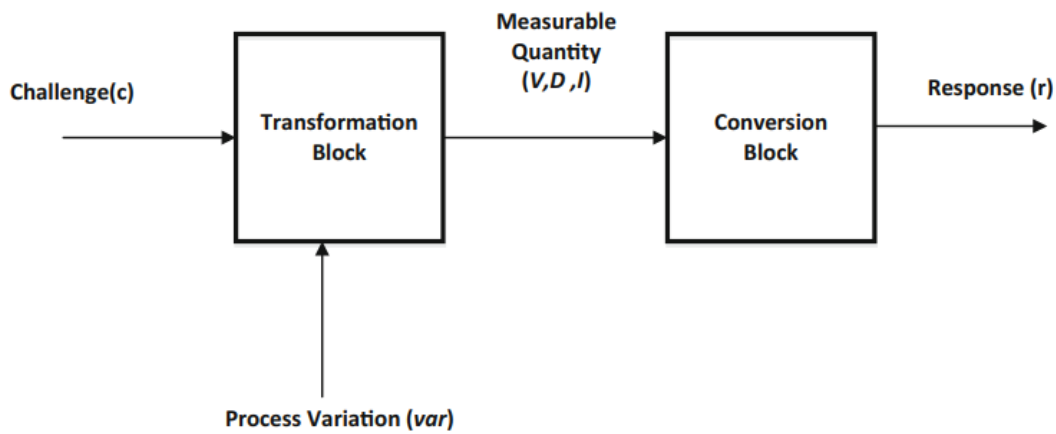 Challenge(c)
Transformation
Block
Measurable
Quantity
(V,D ,I)
Conversion
Block
Response (r)
Process Variation (var)